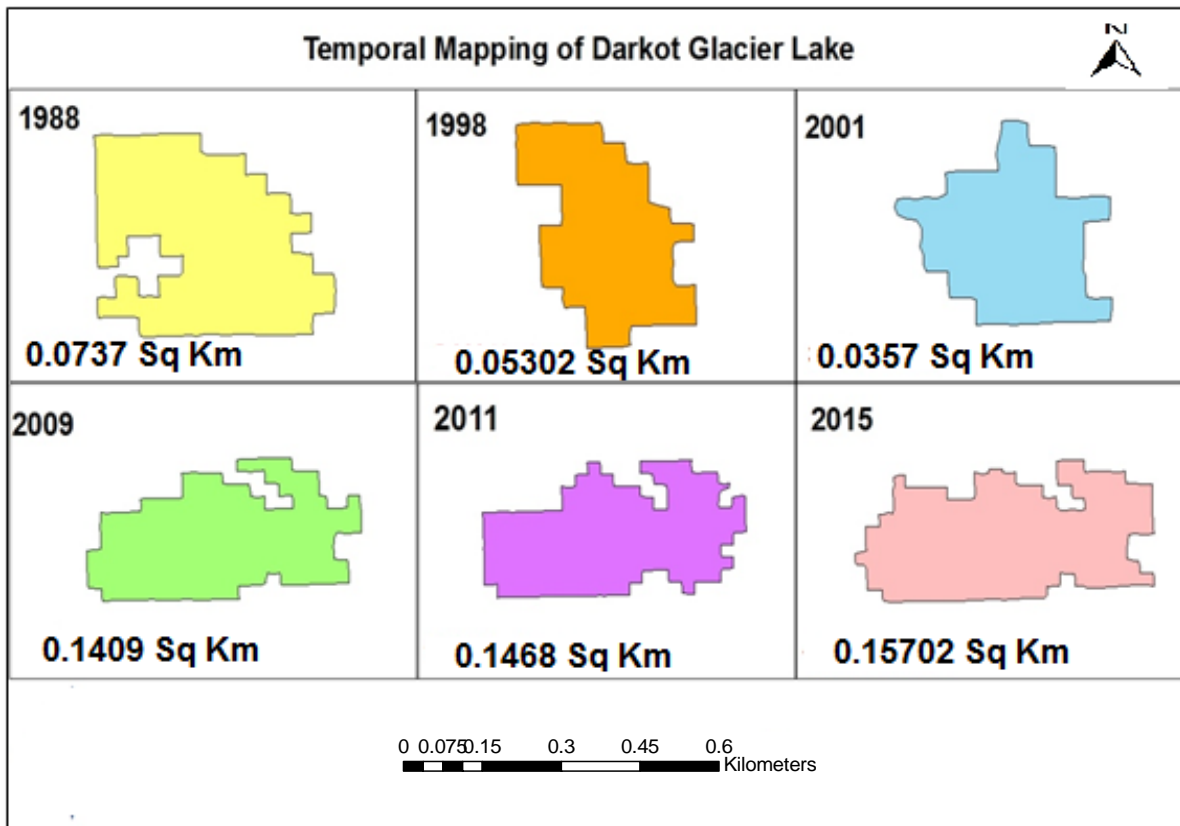 Temporal Mapping of Darkot Glacier Lake
N
1988
0.0737 Sq Km
1998
0.05302 Sq Km
2001
0.0357 Sq Km
2009
0.1409 Sq Km
2011
0.1468 Sq Km
2015
0.15702 Sq Km
0 0.075 0.15 0.3 0.45 0.6
Kilometers